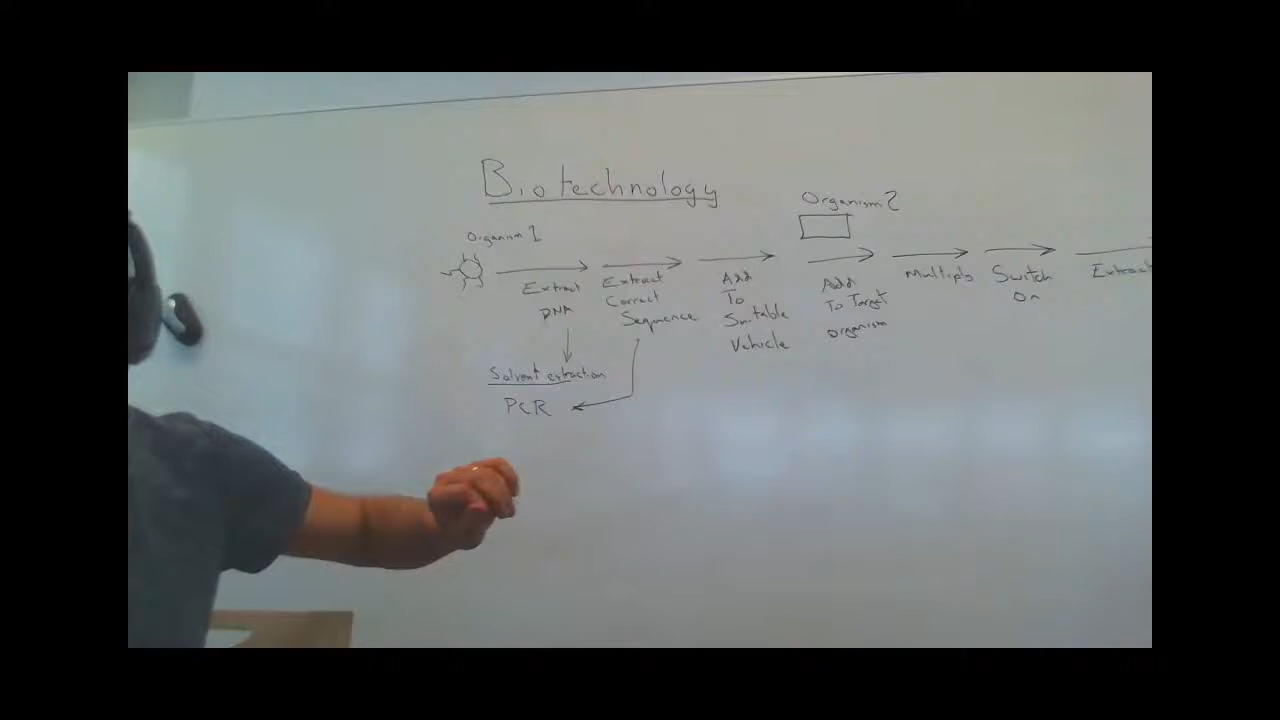 Biotechnology
Organism 1
Organism 2
Extract
DNA
Extract
Correct
Sequence
Add
To
Suitable
Vehicle
Add
To Target
organism
Multiply
Switch
On
Extract
Solvent extraction
PCR